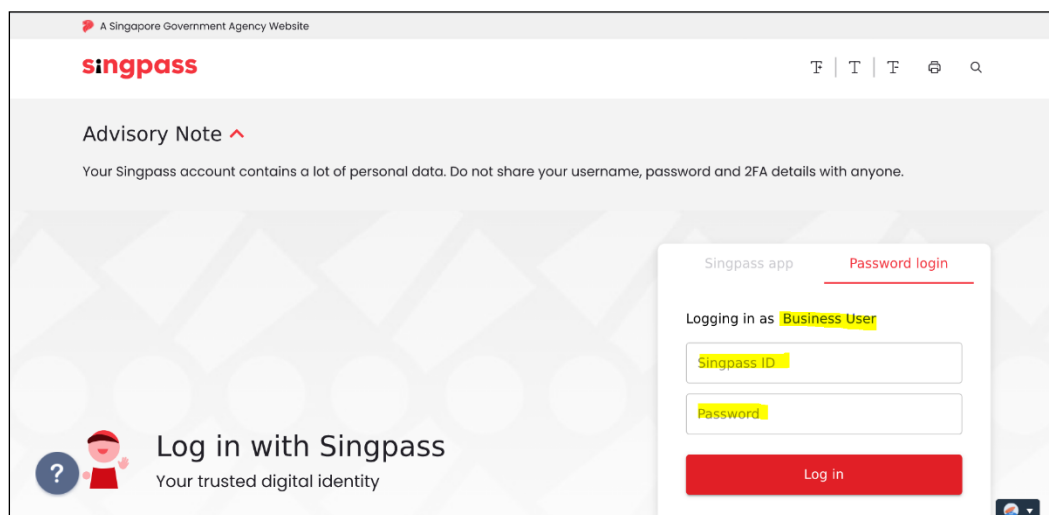 A Singapore Government Agency Website
singpass
Advisory Note
Your Singpass account contains a lot of personal data. Do not share your username, password and 2FA details with anyone.
Singpass app
Password login
Logging in as Business User
Singpass ID
Password
Log in with Singpass
Your trusted digital identity
Log in
?